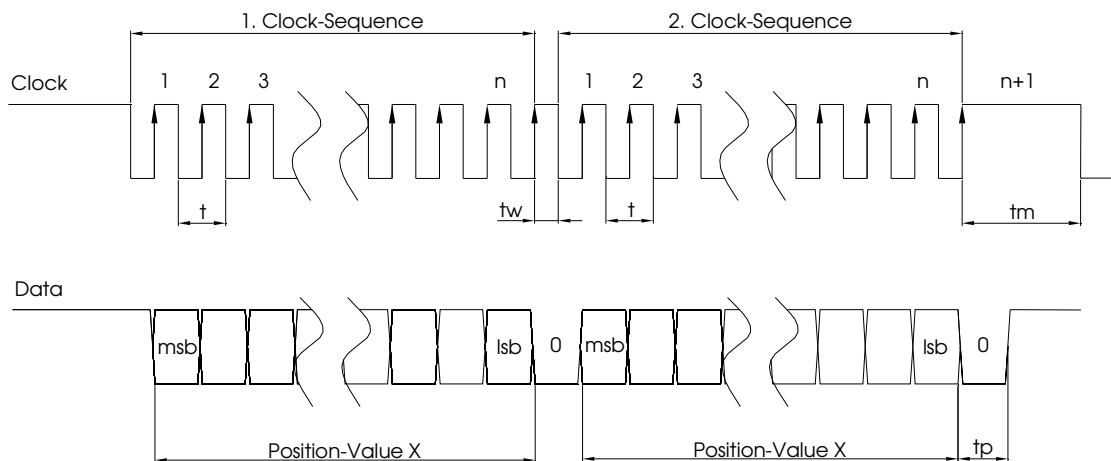 1. Clock-Sequence 2. Clock-Sequence
Clock 1 2 3 n 1 2 3 n n+1
t tw t tm
Data
msb lsb 0 msb lsb 0
Position-Value X Position-Value X tp